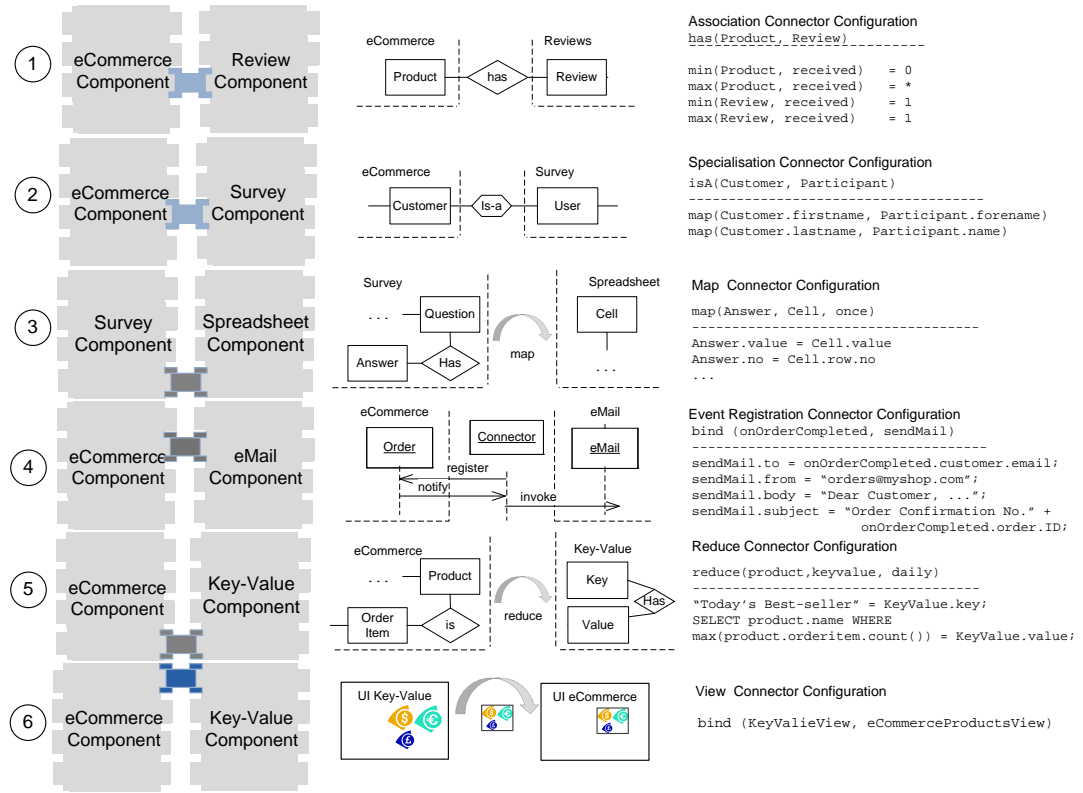 1
eCommerce
Component
Review
Component
eCommerce
Reviews
Product
has
Review
Association Connector Configuration
has(Product, Review)
min(Product, received) = 0
max(Product, received) = *
min(Review, received) = 1
max(Review, received) = 1
2
eCommerce
Component
Survey
Component
eCommerce
Survey
Customer
Is-a
User
Specialisation Connector Configuration
isA(Customer, Participant)
map(Customer.firstname, Participant.forename)
map(Customer.lastname, Participant.name)
3
Survey
Component
Spreadsheet
Component
Survey
Spreadsheet
. . .
Question
Cell
Answer
Has
map
. . .
Map Connector Configuration
map(Answer, Cell, once)
Answer.value = Cell.value
Answer.no = Cell.row.no
...
4
eCommerce
Component
eMail
Component
eCommerce
eMail
Order
Connector
eMail
register
notify
invoke
Event Registration Connector Configuration
bind (onOrderCompleted, sendMail)
sendMail.to = onOrderCompleted.customer.email;
sendMail.from = “orders@myshop.com”;
sendMail.body = “Dear Customer, ...”;
sendMail.subject = “Order Confirmation No.” +
onOrderCompleted.order.ID;
5
eCommerce
Component
Key-Value
Component
eCommerce
Key-Value
. . .
Product
Key
Order
Item
is
reduce
Has
Value
Reduce Connector Configuration
reduce(product,keyvalue, daily)
“Today’s Best-seller” = KeyValue.key;
SELECT product.name WHERE
max(product.orderitem.count()) = KeyValue.value;
6
eCommerce
Component
Key-Value
Component
UI Key-Value
UI eCommerce
$
€
£
$
€
£
$
€
£
View Connector Configuration
bind (KeyValieView, eCommerceProductsView)